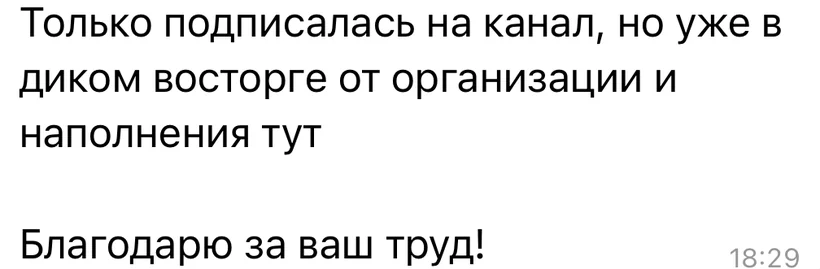 Только подписалась на канал, но уже в
диком восторге от организации и
наполнения тут
Благодарю за ваш труд!
18:29